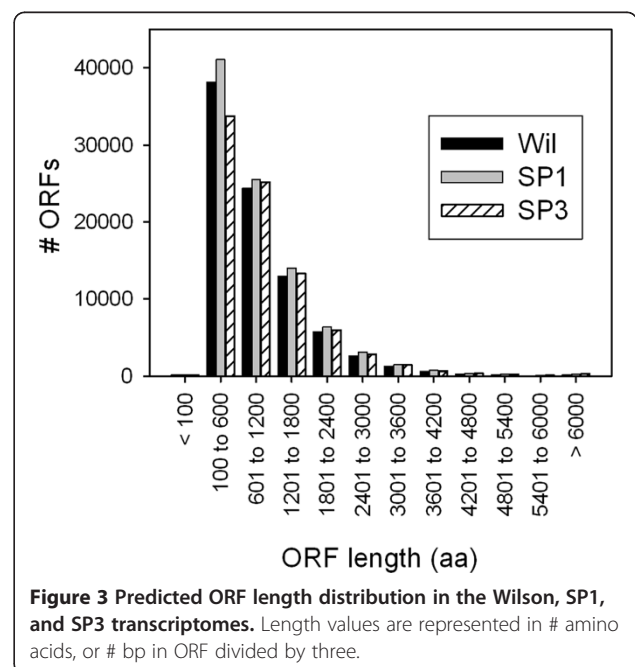 40000
30000
20000
10000
0
# ORFs
Wil
SP1
SP3
< 100
100 to 600
601 to 1200
1201 to 1800
1801 to 2400
2401 to 3000
3001 to 3600
3601 to 4200
4201 to 4800
4801 to 5400
5401 to 6000
> 6000
ORF length (aa)
Figure 3 Predicted ORF length distribution in the Wilson, SP1,
and SP3 transcriptomes. Length values are represented in # amino
acids, or # bp in ORF divided by three.